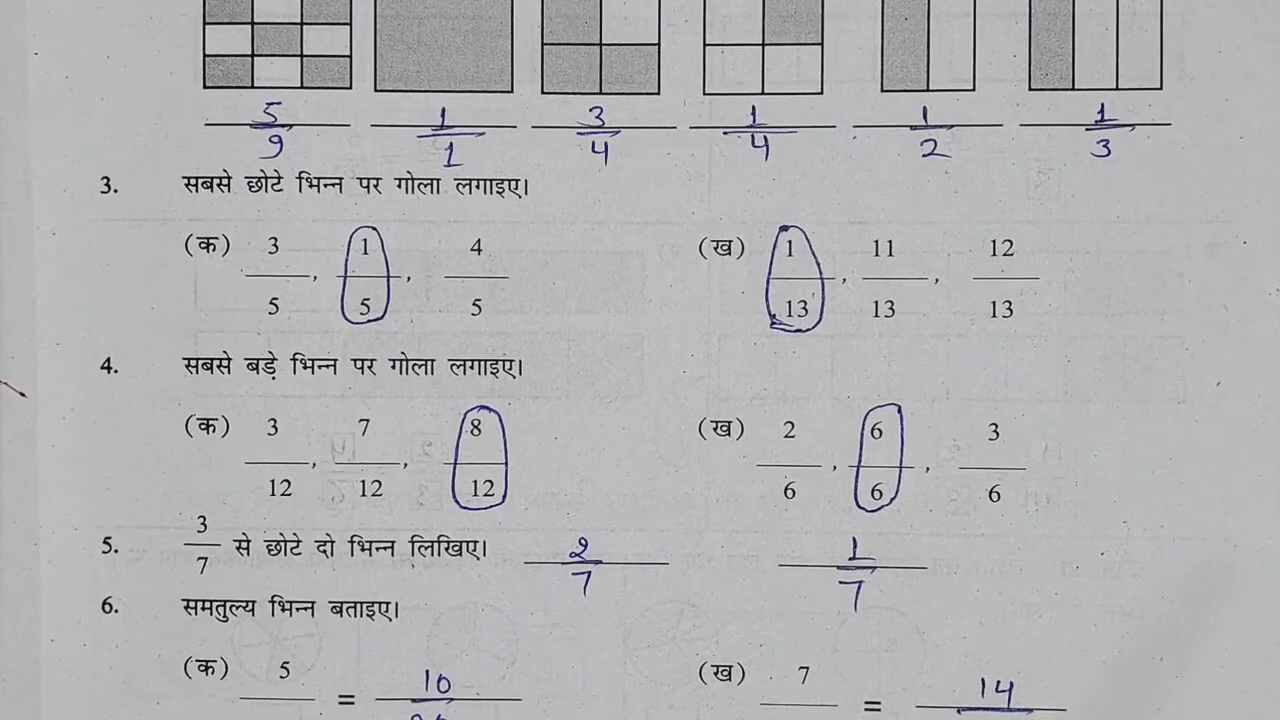 5/9 1/1 3/4 1/4 1/2 1/3
3. सबसे छोटे भिन्न पर गोला लगाइए।
(क) 3/5, 1/5, 4/5 (ख) 1/13, 11/13, 12/13
4. सबसे बड़े भिन्न पर गोला लगाइए।
(क) 3/12, 7/12, 8/12 (ख) 2/6, 6/6, 3/6
5. 3/7 से छोटे दो भिन्न लिखिए। 2/7 1/7
6. समतुल्य भिन्न बताइए।
(क) 5 = 10 (ख) 7 = 14